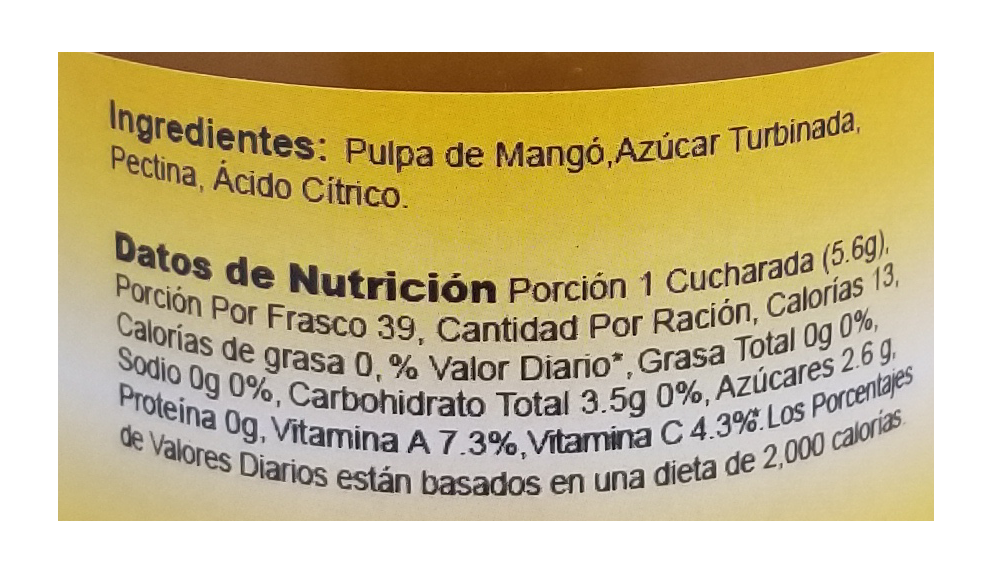 Ingredientes: Pulpa de Mangó,Azúcar Turbinada,
Pectina, Ácido Cítrico.
Datos de Nutrición Porción 1 Cucharada (5.6g),
Porción Por Frasco 39, Cantidad Por Ración, Calorías 13,
Calorías de grasa 0, % Valor Diario*, Grasa Total 0g 0%,
Sodio 0g 0%, Carbohidrato Total 3.5g 0%, Azúcares 2.6 g,
Proteína 0g, Vitamina A 7.3%, Vitamina C 4.3%*.Los Porcentajes
de Valores Diarios están basados en una dieta de 2,000 calorías.